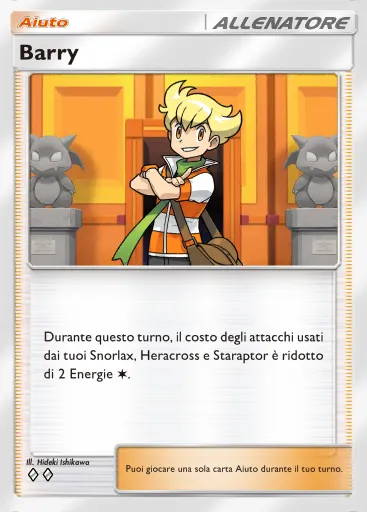 Aiuto
ALLENATORE
Barry
Durante questo turno, il costo degli attacchi usati
dai tuoi Snorlax, Heracross e Staraptor è ridotto
di 2 Energie ✶.
Ill. Hideki Ishikawa
Puoi giocare una sola carta Aiuto durante il tuo turno.